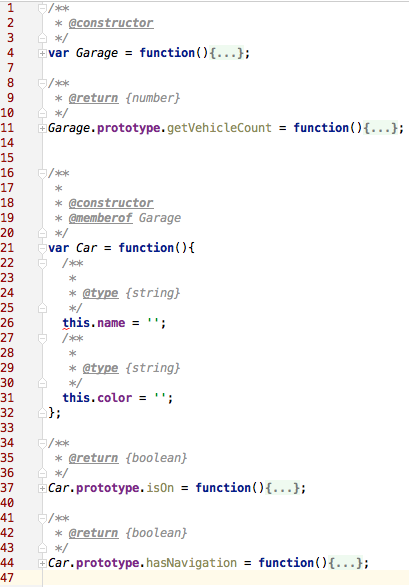 1 /**
2  * @constructor
3  */
4 var Garage = function(){...};
7
8 /**
9  * @return {number}
10  */
11 Garage.prototype.getVehicleCount = function(){...};
14
15
16 /**
17  *
18  * @constructor
19  * @memberof Garage
20  */
21 var Car = function(){
22   /**
23    *
24    * @type {string}
25    */
26   this.name = '';
27   /**
28    *
29    * @type {string}
30    */
31   this.color = '';
32 };
33
34 /**
35  * @return {boolean}
36  */
37 Car.prototype.isOn = function(){...};
40
41 /**
42  * @return {boolean}
43  */
44 Car.prototype.hasNavigation = function(){...};
47